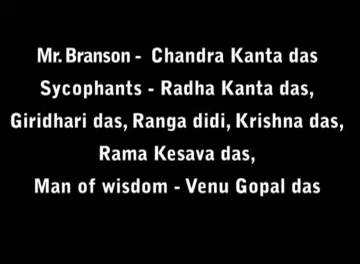 Mr. Branson - Chandra Kanta das
Sycophants - Radha Kanta das,
Giridhari das, Ranga didi, Krishna das,
Rama Kesava das,
Man of wisdom - Venu Gopal das